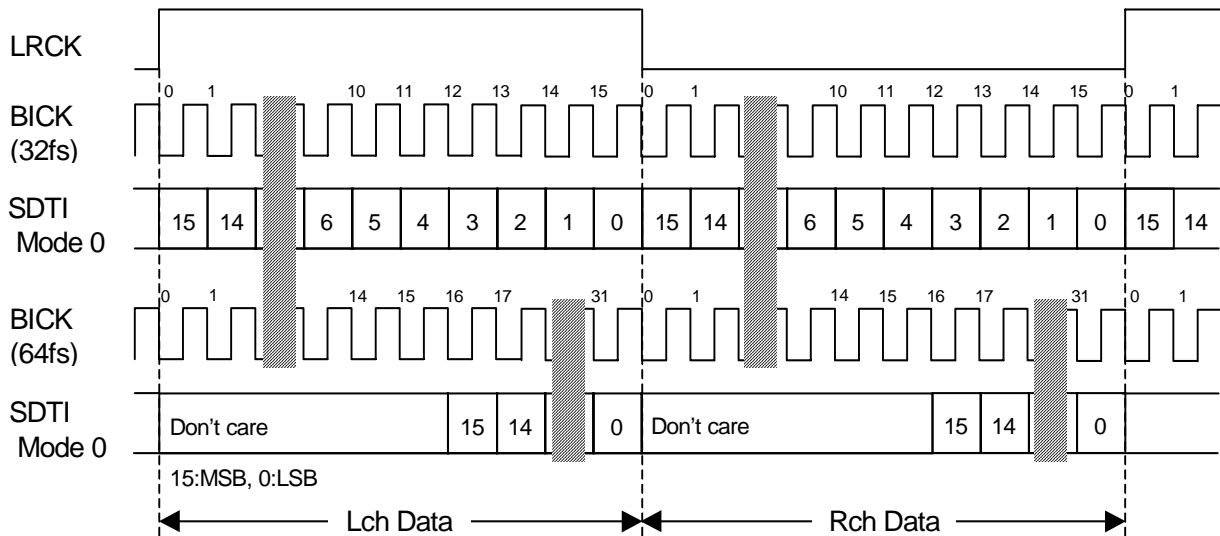 LRCK
0 1 10 11 12 13 14 15 0 1 10 11 12 13 14 15 0 1
BICK
(32fs)
SDTI
Mode 0
15 14 6 5 4 3 2 1 0 15 14 6 5 4 3 2 1 0 15 14
0 1 14 15 16 17 31 0 1 14 15 16 17 31 0 1
BICK
(64fs)
SDTI
Mode 0
Don't care 15 14 0 Don't care 15 14 0
15:MSB, 0:LSB
Lch Data Rch Data